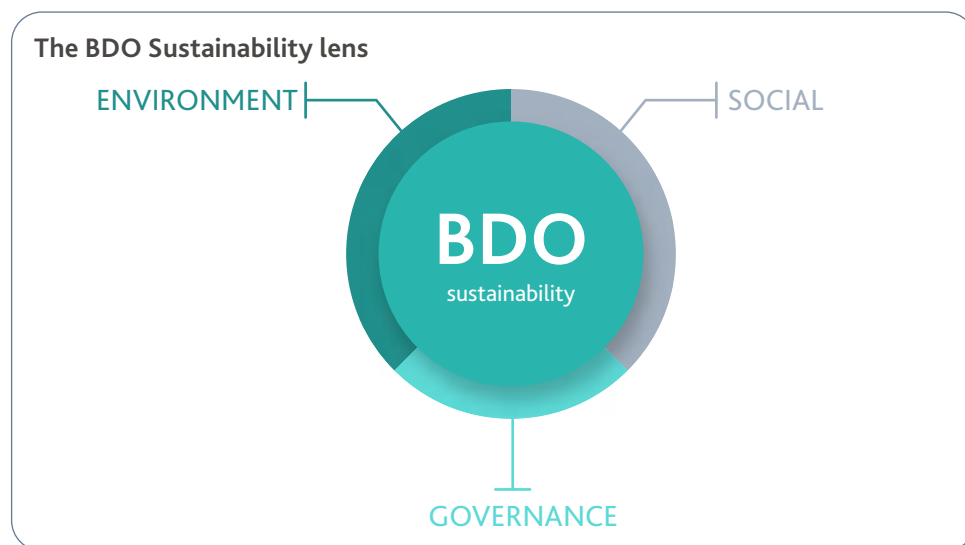 The BDO Sustainability lens
ENVIRONMENT
SOCIAL
BDO
sustainability
GOVERNANCE